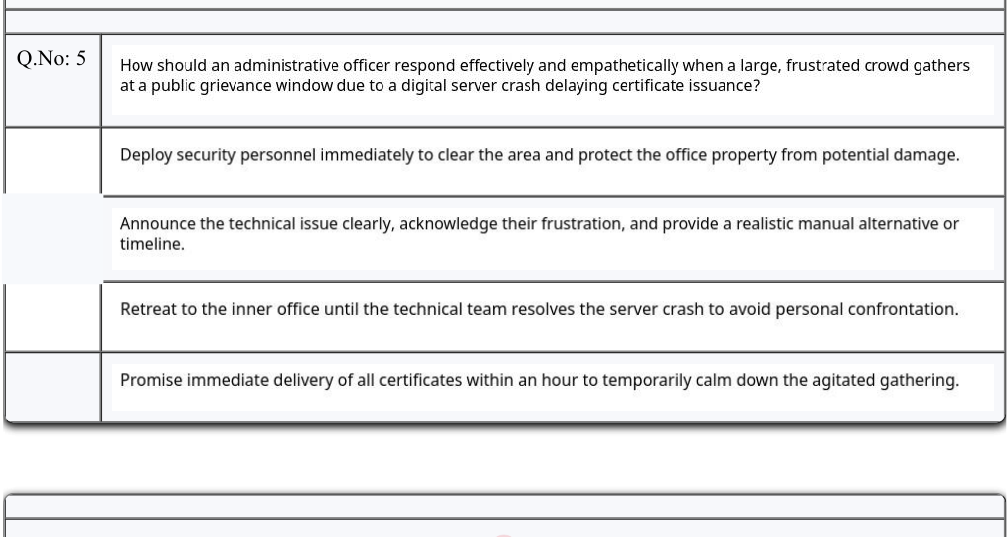 Q.No: 5
How should an administrative officer respond effectively and empathetically when a large, frustrated crowd gathers
at a public grievance window due to a digital server crash delaying certificate issuance?
Deploy security personnel immediately to clear the area and protect the office property from potential damage.
Announce the technical issue clearly, acknowledge their frustration, and provide a realistic manual alternative or
timeline.
Retreat to the inner office until the technical team resolves the server crash to avoid personal confrontation.
Promise immediate delivery of all certificates within an hour to temporarily calm down the agitated gathering.